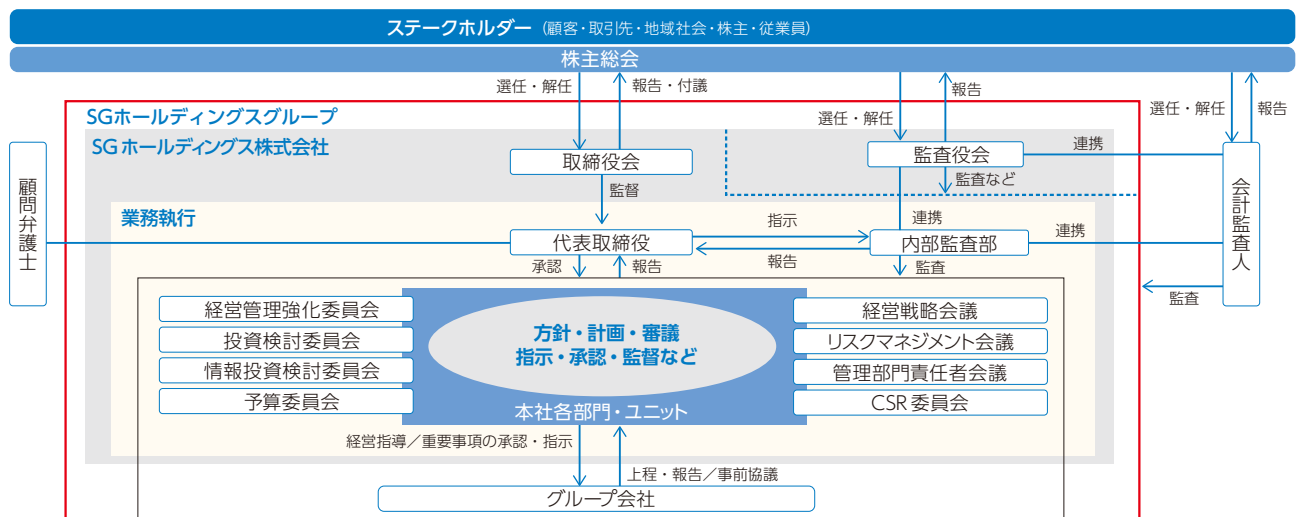 ステークホルダー（顧客・取引先・地域社会・株主・従業員）
株主総会
選任・解任
報告・付議
選任・解任
報告
選任・解任
報告
SGホールディングスグループ
SGホールディングス株式会社
取締役会
監査役会
連携
監督
監査など
顧問弁護士
会計監査人
業務執行
代表取締役
指示
報告
連携
内部監査部
連携
承認
報告
監査
監査
経営管理強化委員会
投資検討委員会
情報投資検討委員会
予算委員会
方針・計画・審議
指示・承認・監督など
本社各部門・ユニット
経営戦略会議
リスクマネジメント会議
管理部門責任者会議
CSR委員会
経営指導／重要事項の承認・指示
上程・報告／事前協議
グループ会社